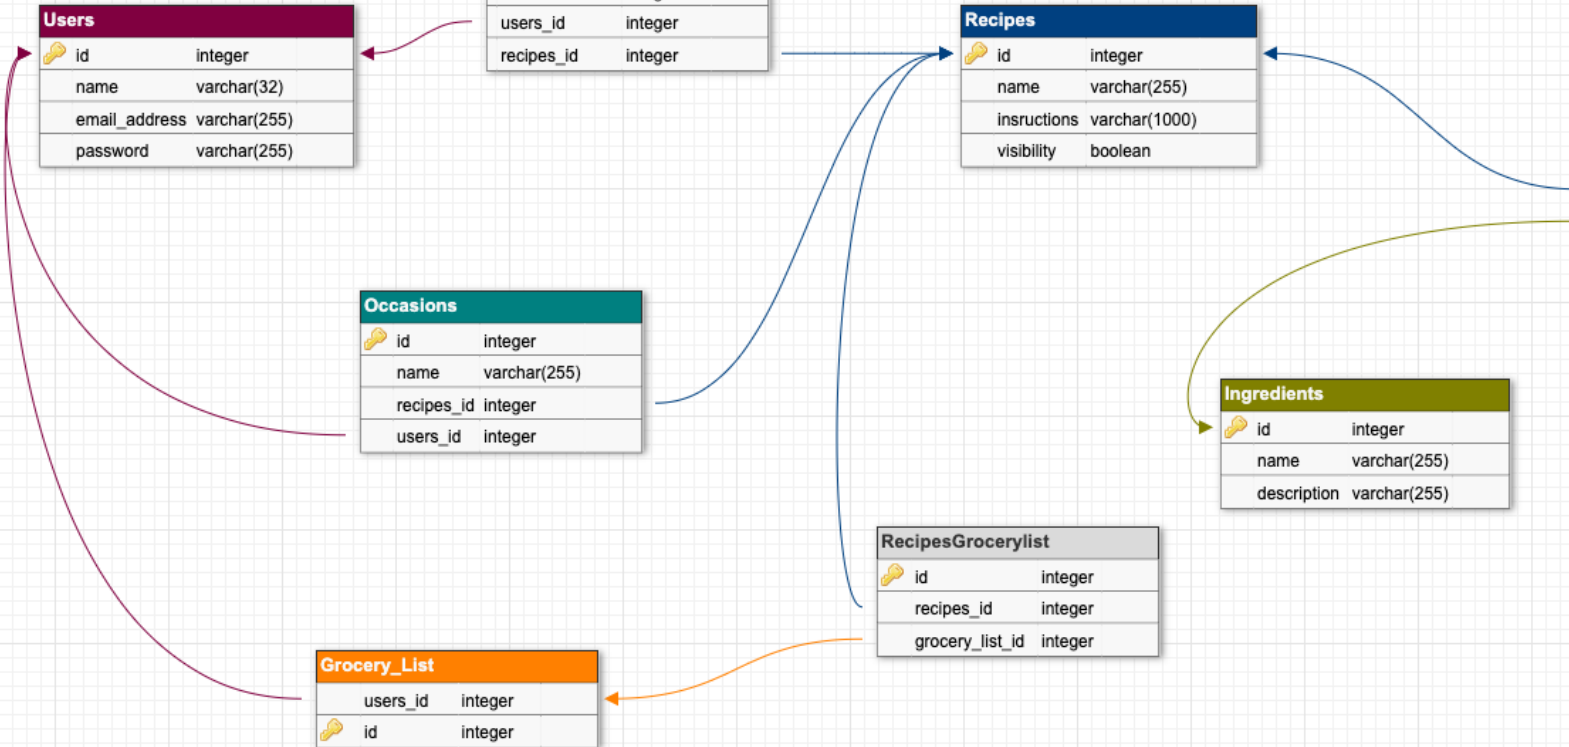 Users
id integer
name varchar(32)
email_address varchar(255)
password varchar(255)
users_id integer
recipes_id integer
Recipes
id integer
name varchar(255)
insructions varchar(1000)
visibility boolean
Occasions
id integer
name varchar(255)
recipes_id integer
users_id integer
Ingredients
id integer
name varchar(255)
description varchar(255)
RecipesGrocerylist
id integer
recipes_id integer
grocery_list_id integer
Grocery_List
users_id integer
id integer